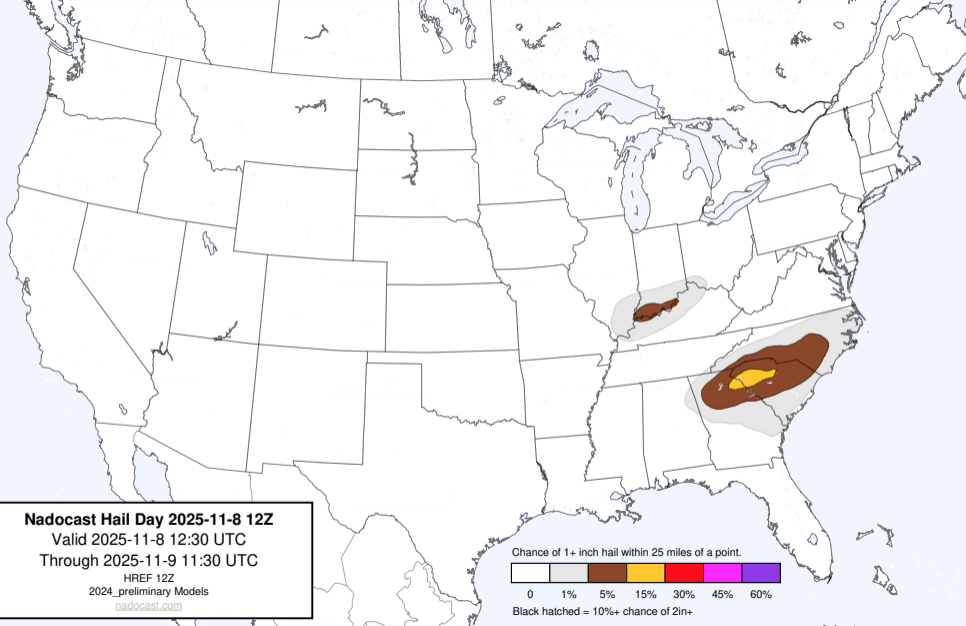 Nadocast Hail Day 2025-11-8 12Z
Valid 2025-11-8 12:30 UTC
Through 2025-11-9 11:30 UTC
HREF 12Z
2024_preliminary Models
nadocast.com
Chance of 1+ inch hail within 25 miles of a point.
0 1% 5% 15% 30% 45% 60%
Black hatched = 10%+ chance of 2in+